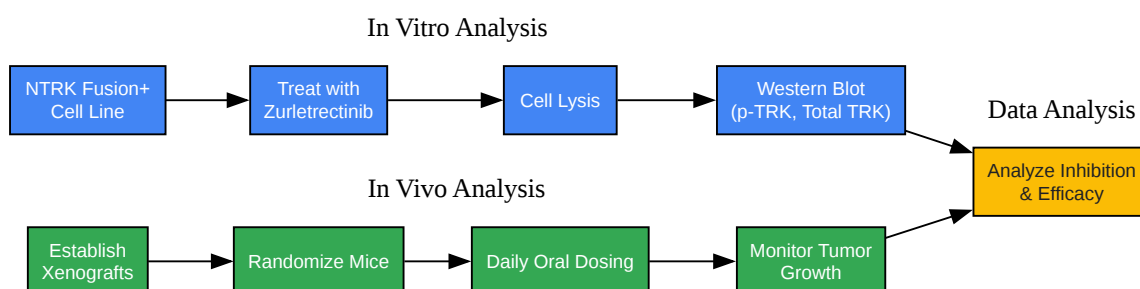 In Vitro Analysis
NTRK Fusion+
Cell Line
Treat with
Zurletrectinib
Cell Lysis
Western Blot
(p-TRK, Total TRK)
Data Analysis
Analyze Inhibition
& Efficacy
In Vivo Analysis
Establish
Xenografts
Randomize Mice
Daily Oral Dosing
Monitor Tumor
Growth